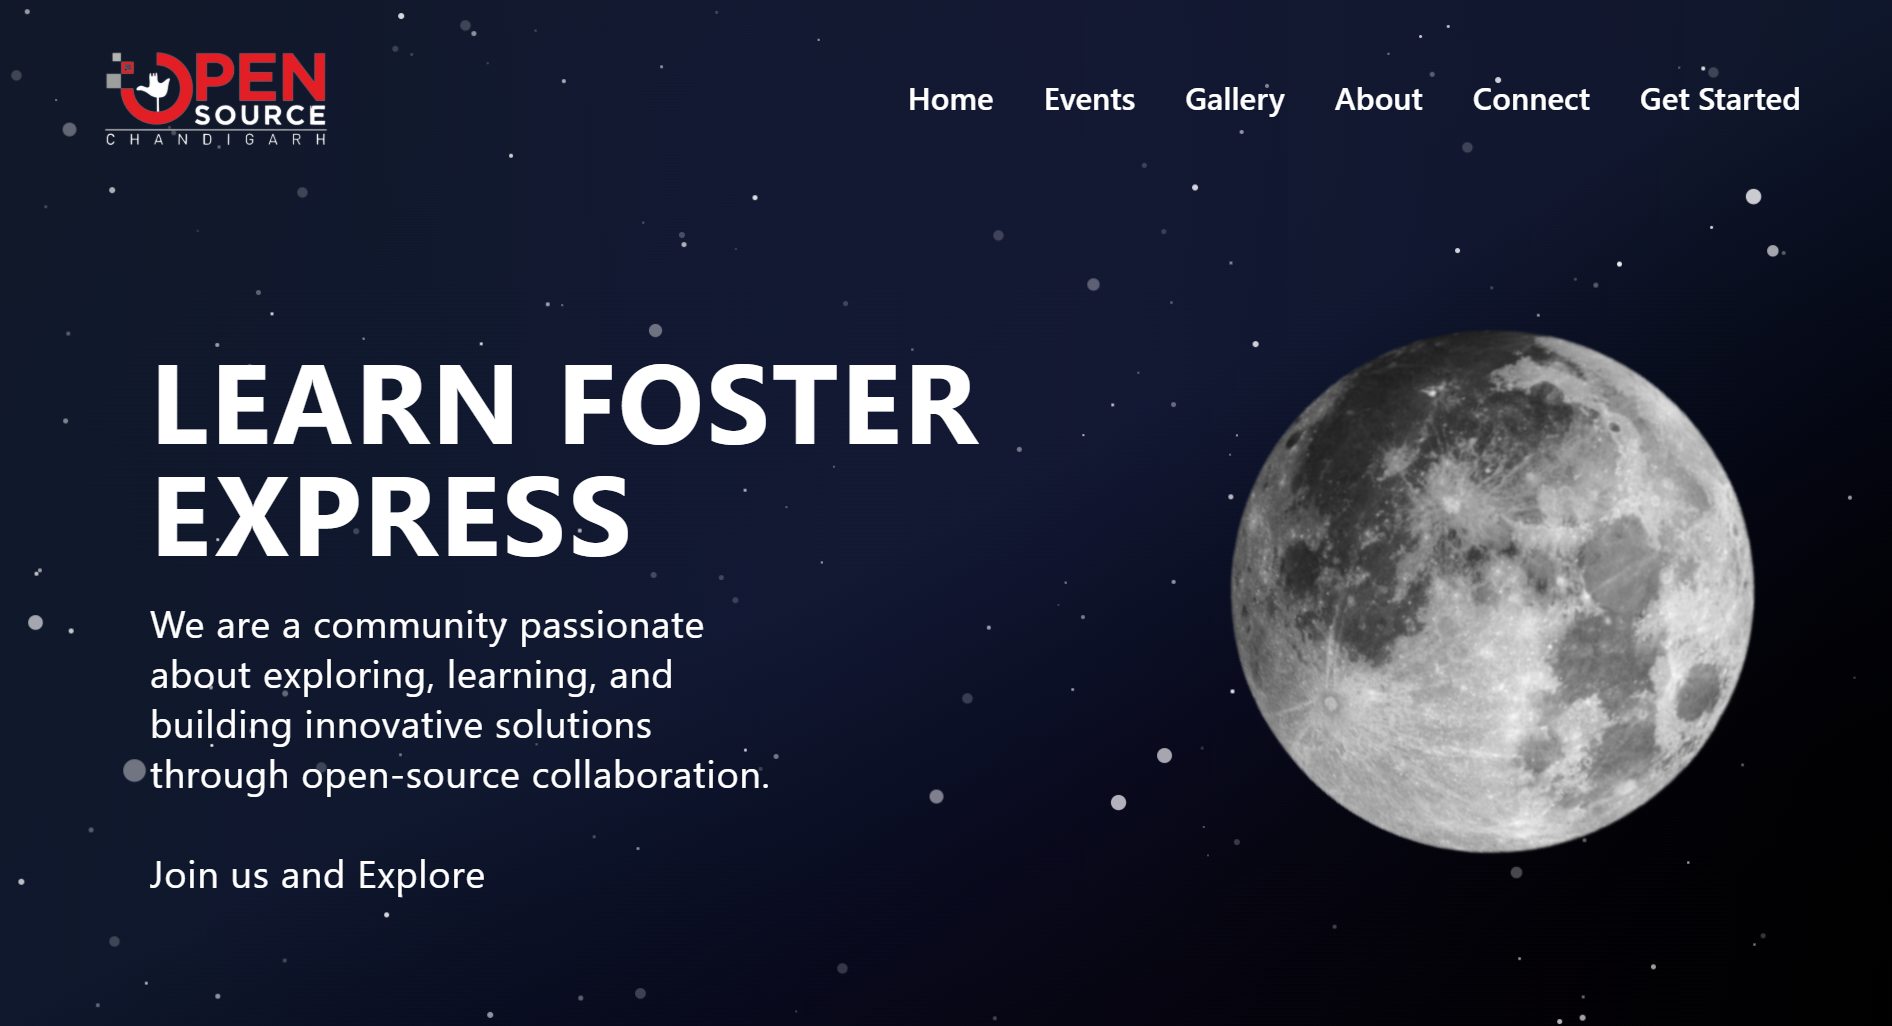 OPEN
SOURCE
CHANDIGARH
Home Events Gallery About Connect Get Started
LEARN FOSTER
EXPRESS
We are a community passionate
about exploring, learning, and
building innovative solutions
through open-source collaboration.
Join us and Explore